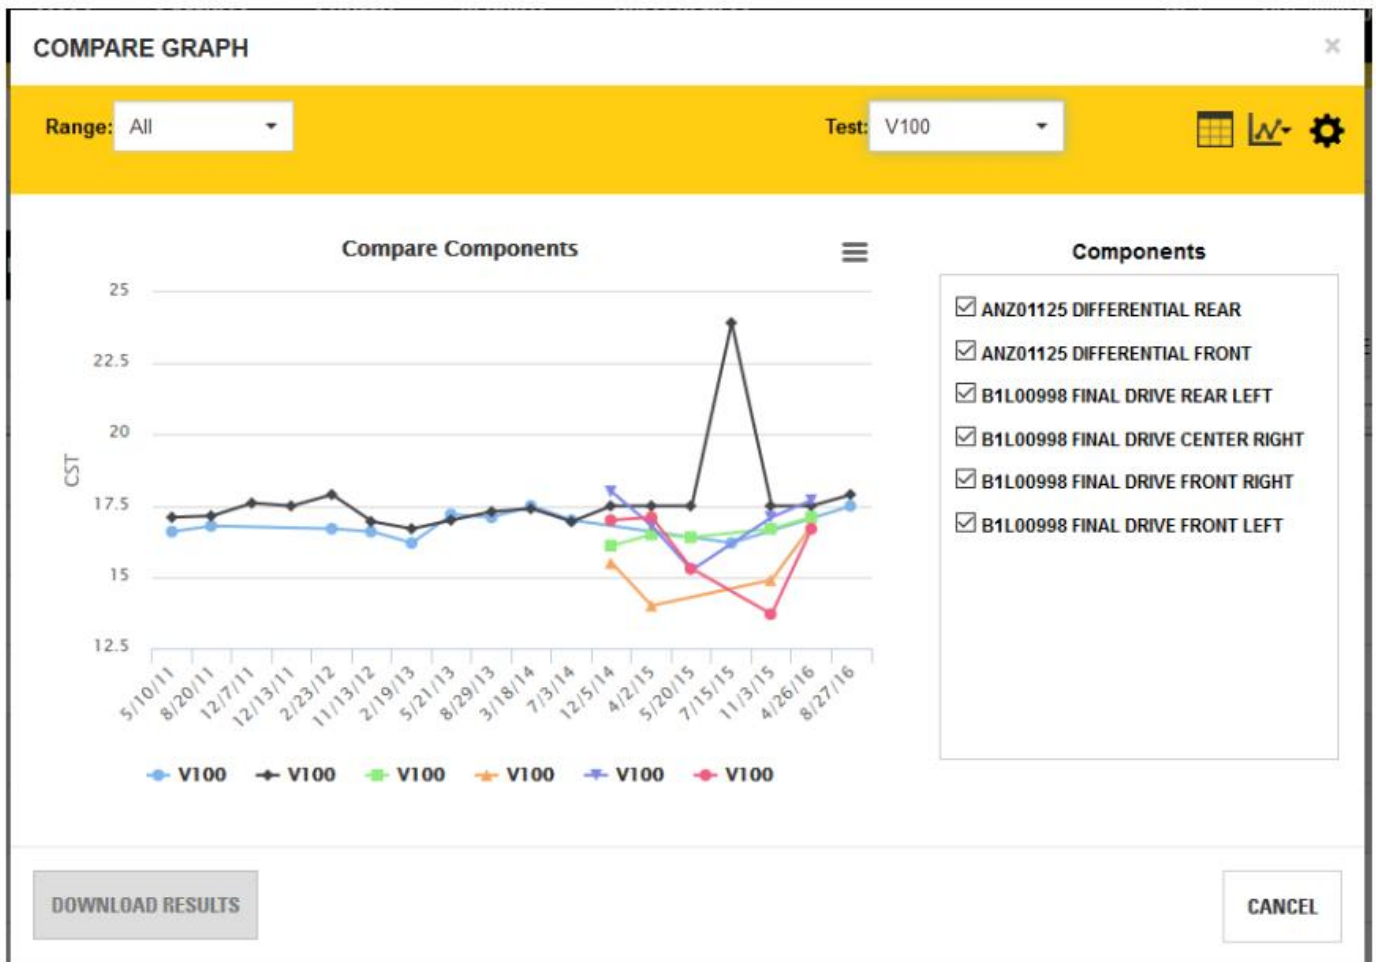 COMPARE GRAPH ×
Range: All Test: V100
Compare Components
Components
25
22.5
20
17.5
15
12.5
CST
5/10/11 8/20/11 12/7/11 12/13/11 2/23/12 11/13/12 2/19/13 5/21/13 8/29/13 3/18/14 7/3/14 12/5/14 4/2/15 5/20/15 7/15/15 11/3/15 4/26/16 8/27/16
V100 V100 V100 V100 V100 V100
ANZ01125 DIFFERENTIAL REAR
ANZ01125 DIFFERENTIAL FRONT
B1L00998 FINAL DRIVE REAR LEFT
B1L00998 FINAL DRIVE CENTER RIGHT
B1L00998 FINAL DRIVE FRONT RIGHT
B1L00998 FINAL DRIVE FRONT LEFT
DOWNLOAD RESULTS CANCEL